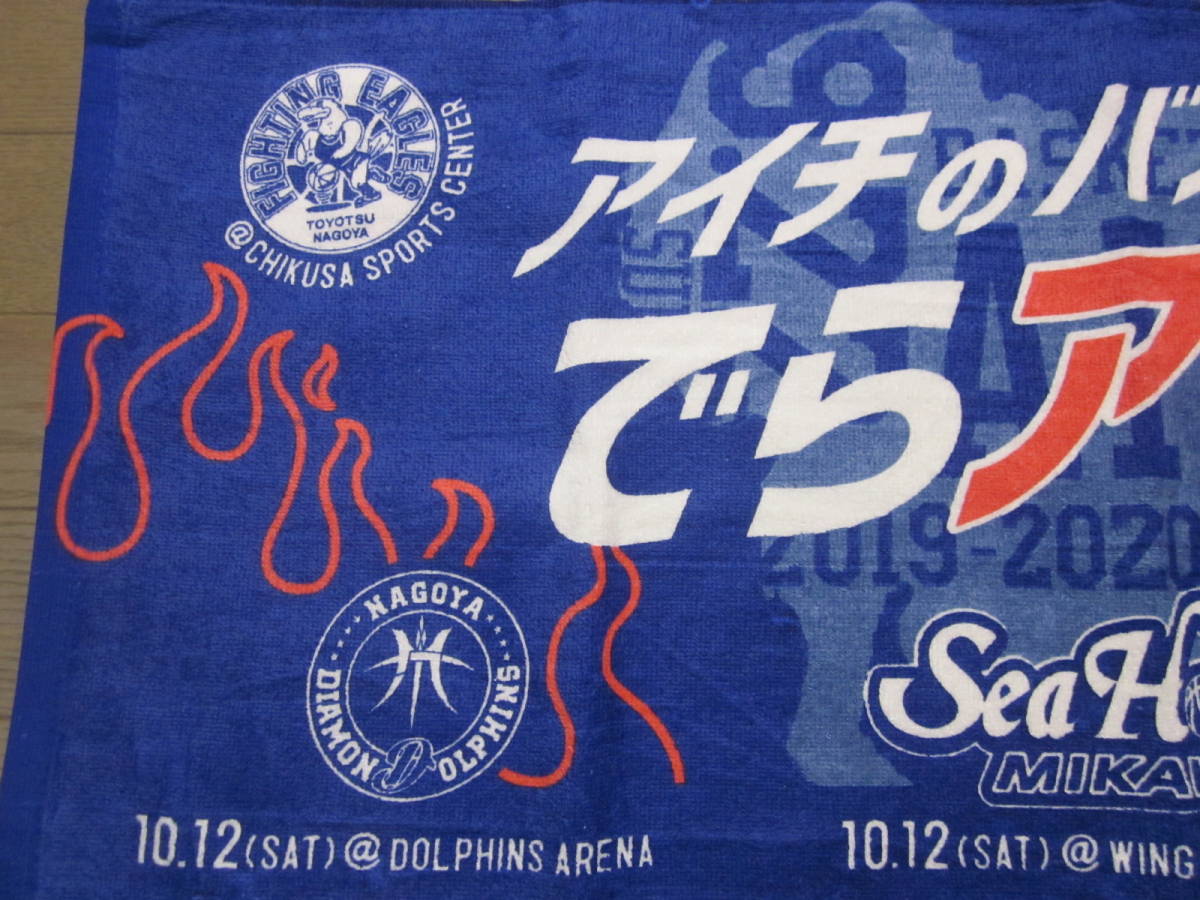 FIGHTING EAGLES
TOYOTSU
NAGOYA
@CHIKUSA SPORTS CENTER
アイチのバ
でらア
2019-2020
NAGOYA
DIAMOND DOLPHINS
Sea H
MIKA
10.12(SAT)@DOLPHINS ARENA
10.12(SAT)@WING